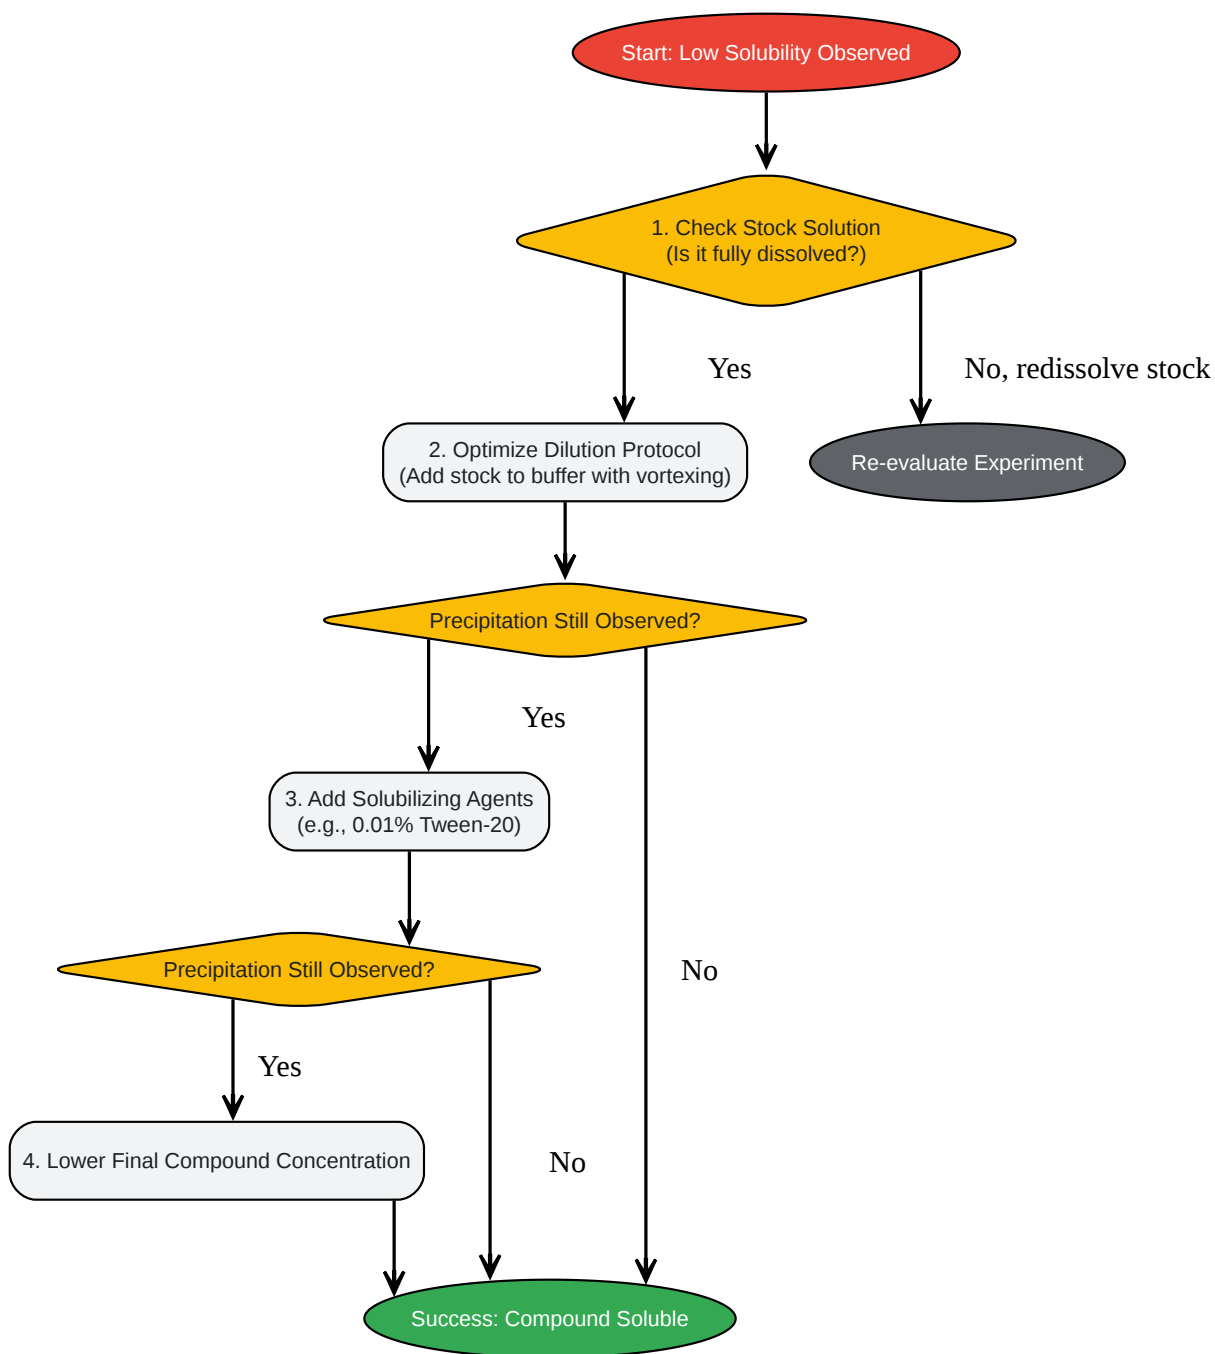 Start: Low Solubility Observed
1. Check Stock Solution
(Is it fully dissolved?)
Yes
No, redissolve stock
2. Optimize Dilution Protocol
(Add stock to buffer with vortexing)
Re-evaluate Experiment
Precipitation Still Observed?
Yes
3. Add Solubilizing Agents
(e.g., 0.01% Tween-20)
Precipitation Still Observed?
No
Yes
4. Lower Final Compound Concentration
No
Success: Compound Soluble